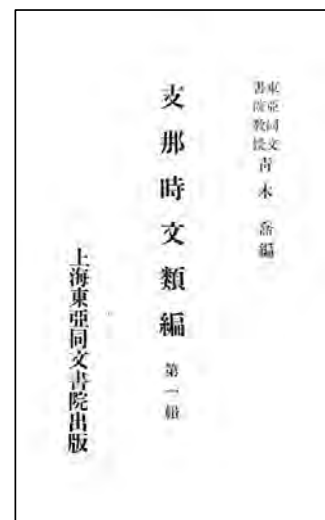 東亞同文書院教授 青木喬編
支那時文類編 第一輯
上海東亞同文書院出版